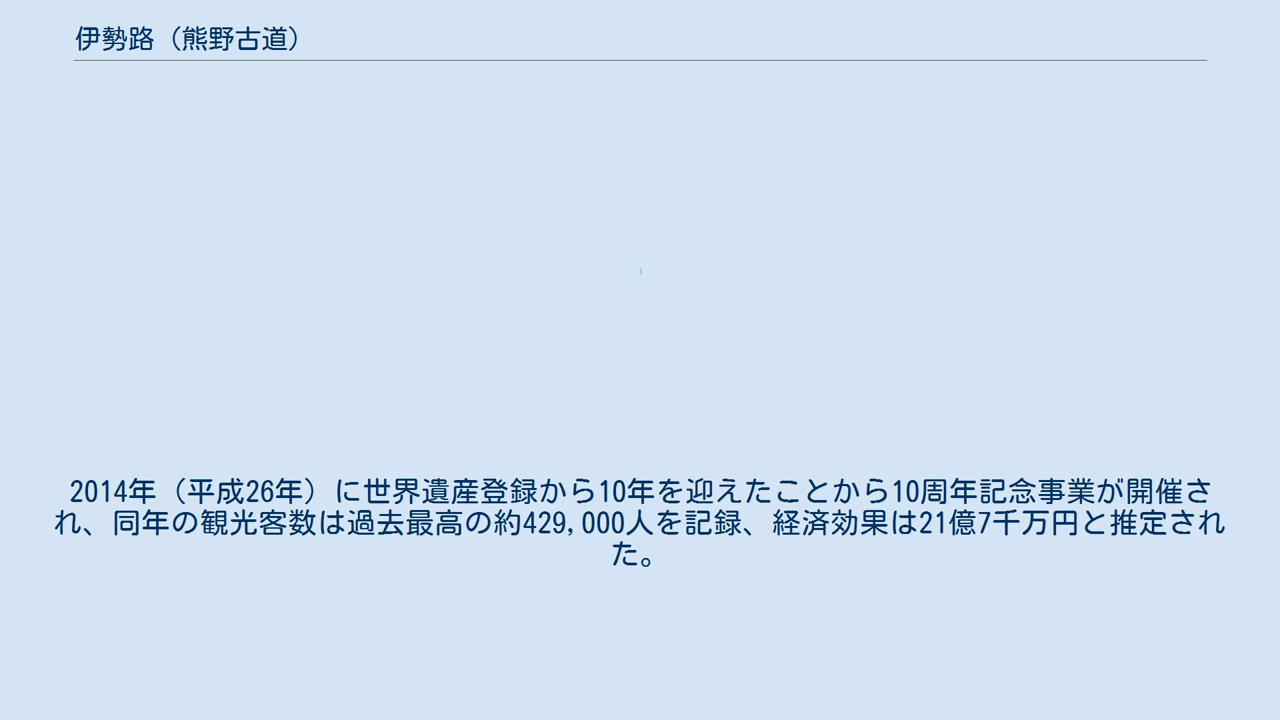 伊勢路（熊野古道）
2014年（平成26年）に世界遺産登録から10年を迎えたことから10周年記念事業が開催さ
れ、同年の観光客数は過去最高の約429,000人を記録、経済効果は21億7千万円と推定され
た。